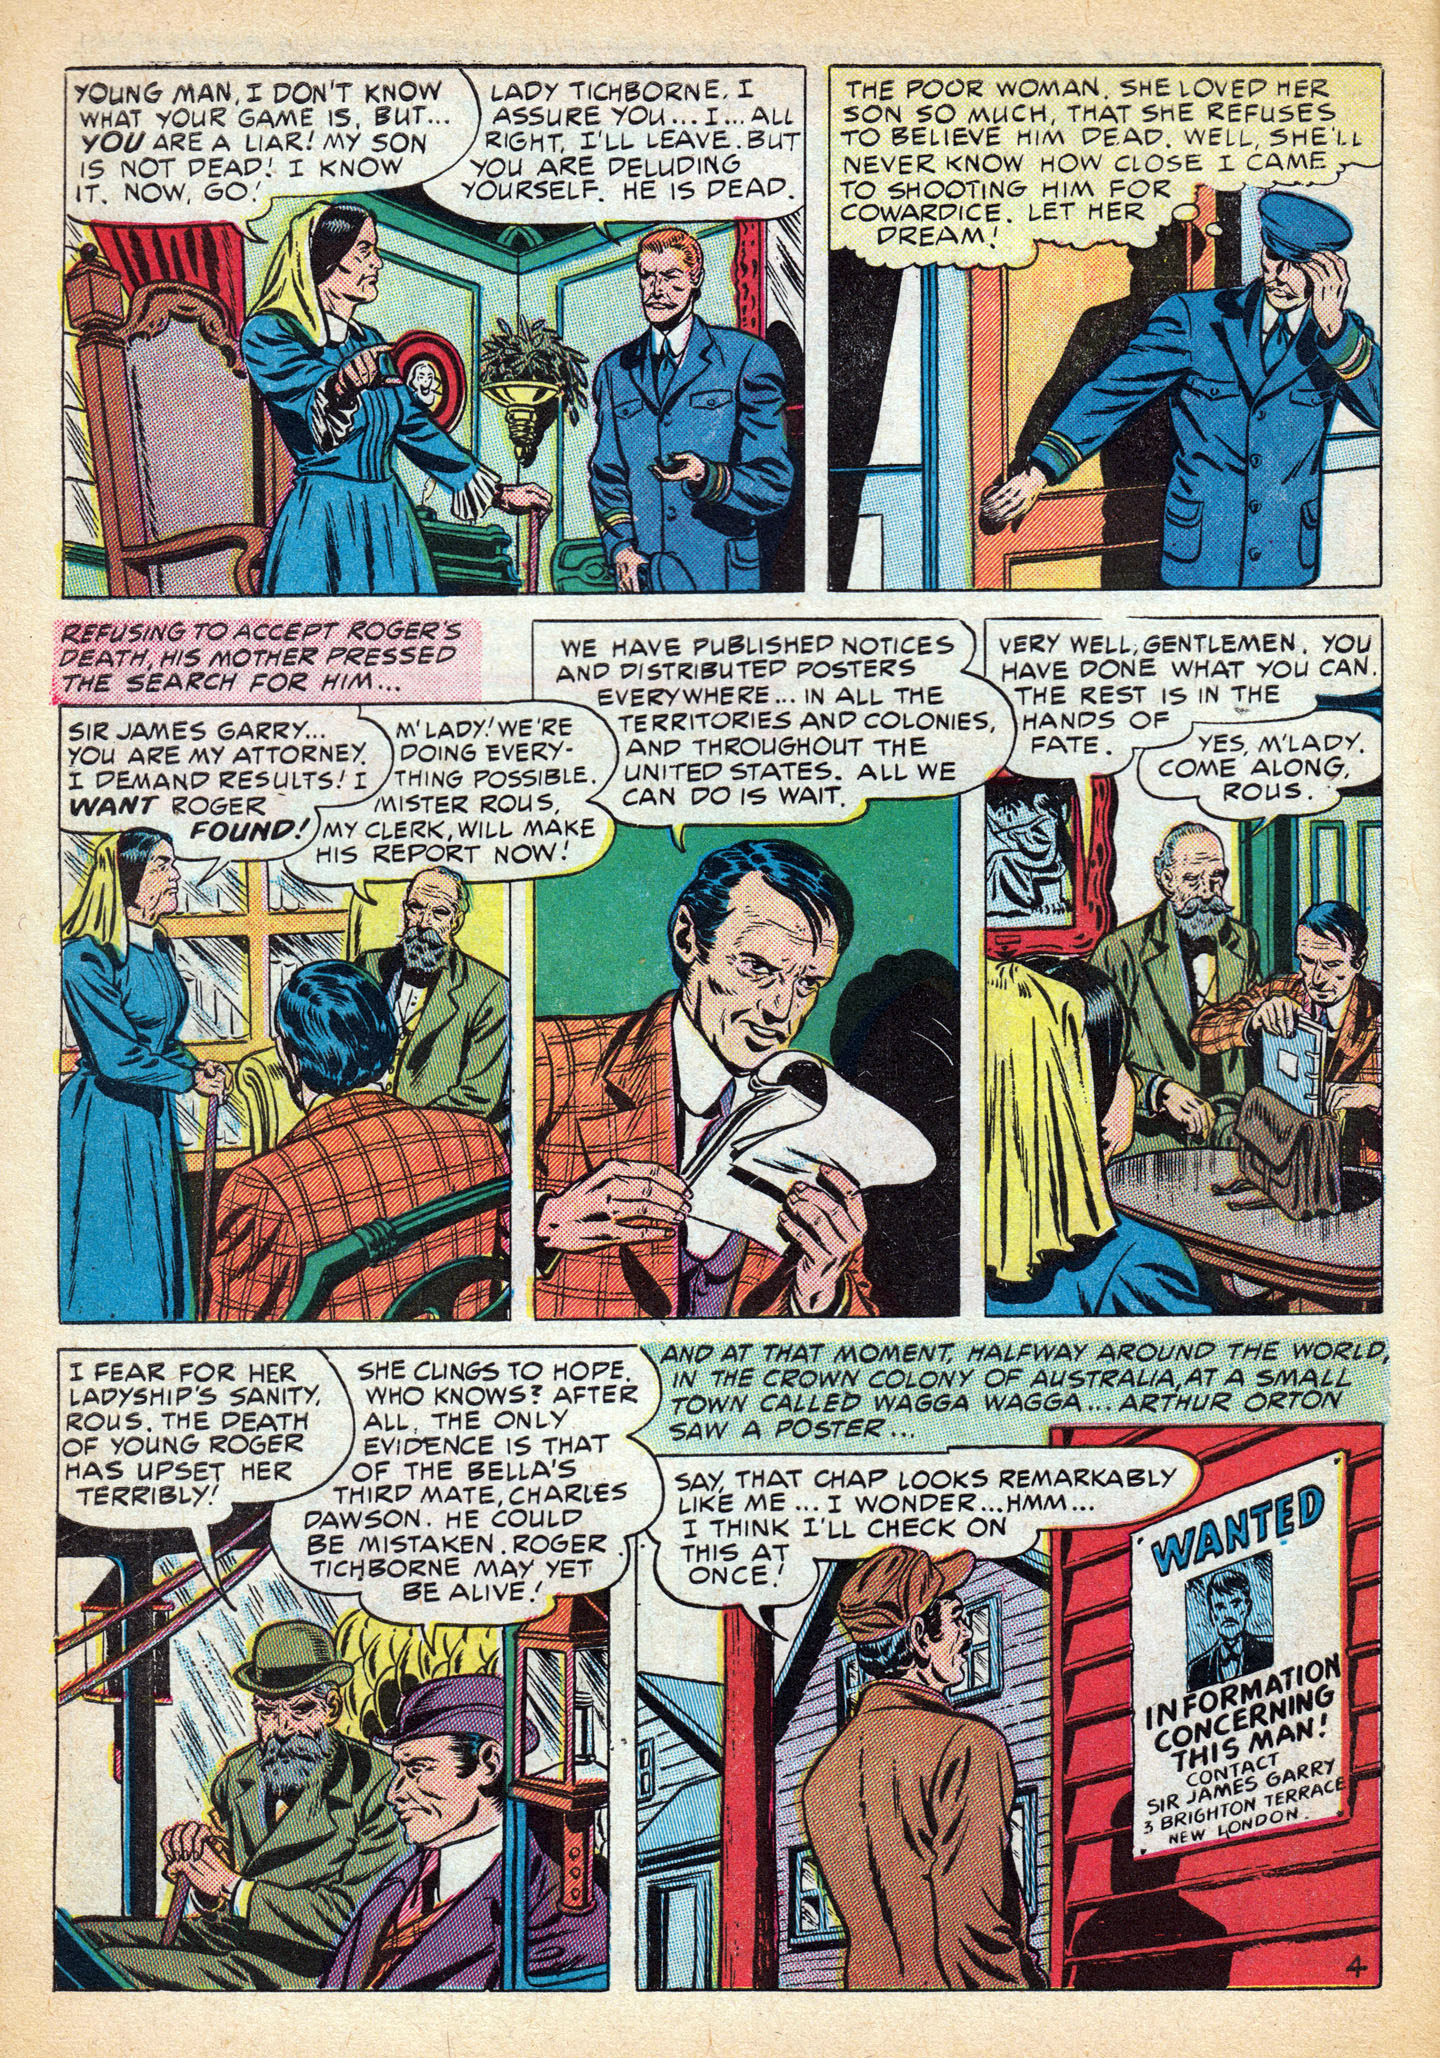 YOUNG MAN, I DON'T KNOW
WHAT YOUR GAME IS, BUT...
YOU ARE A LIAR! MY SON
IS NOT DEAD! I KNOW
IT. NOW, GO!
LADY TICHBORNE, I
ASSURE YOU... I... ALL
RIGHT, I'LL LEAVE. BUT
YOU ARE DELUDING
YOURSELF. HE IS DEAD.
THE POOR WOMAN. SHE LOVED HER
SON SO MUCH, THAT SHE REFUSES
TO BELIEVE HIM DEAD. WELL, SHE'LL
NEVER KNOW HOW CLOSE I CAME
TO SHOOTING HIM FOR
COWARDICE. LET HER
DREAM!
REFUSING TO ACCEPT ROGER'S
DEATH, HIS MOTHER PRESSED
THE SEARCH FOR HIM...
SIR JAMES GARRY...
YOU ARE MY ATTORNEY.
I DEMAND RESULTS! I
WANT ROGER
FOUND!
M'LADY! WE'RE
DOING EVERY-
THING POSSIBLE.
MISTER ROUS,
MY CLERK, WILL MAKE
HIS REPORT NOW!
WE HAVE PUBLISHED NOTICES
AND DISTRIBUTED POSTERS
EVERYWHERE... IN ALL THE
TERRITORIES AND COLONIES,
AND THROUGHOUT THE
UNITED STATES. ALL WE
CAN DO IS WAIT.
VERY WELL, GENTLEMEN. YOU
HAVE DONE WHAT YOU CAN.
THE REST IS IN THE
HANDS OF
FATE.
YES, M'LADY.
COME ALONG,
ROUS.
I FEAR FOR HER
LADYSHIP'S SANITY,
ROUS. THE DEATH
OF YOUNG ROGER
HAS UPSET HER
TERRIBLY!
SHE CLINGS TO HOPE.
WHO KNOWS? AFTER
ALL, THE ONLY
EVIDENCE IS THAT
OF THE BELLA'S
THIRD MATE, CHARLES
DAWSON. HE COULD
BE MISTAKEN. ROGER
TICHBORNE MAY YET
BE ALIVE!
AND AT THAT MOMENT, HALFWAY AROUND THE WORLD,
IN THE CROWN COLONY OF AUSTRALIA, AT A SMALL
TOWN CALLED WAGGA WAGGA... ARTHUR ORTON
SAW A POSTER...
SAY, THAT CHAP LOOKS REMARKABLY
LIKE ME... I WONDER...HMM...
I THINK I'LL CHECK ON
THIS AT
ONCE!
WANTED
INFORMATION
CONCERNING
THIS MAN!
CONTACT
SIR JAMES GARRY
3 BRIGHTON TERRACE
NEW LONDON.
4